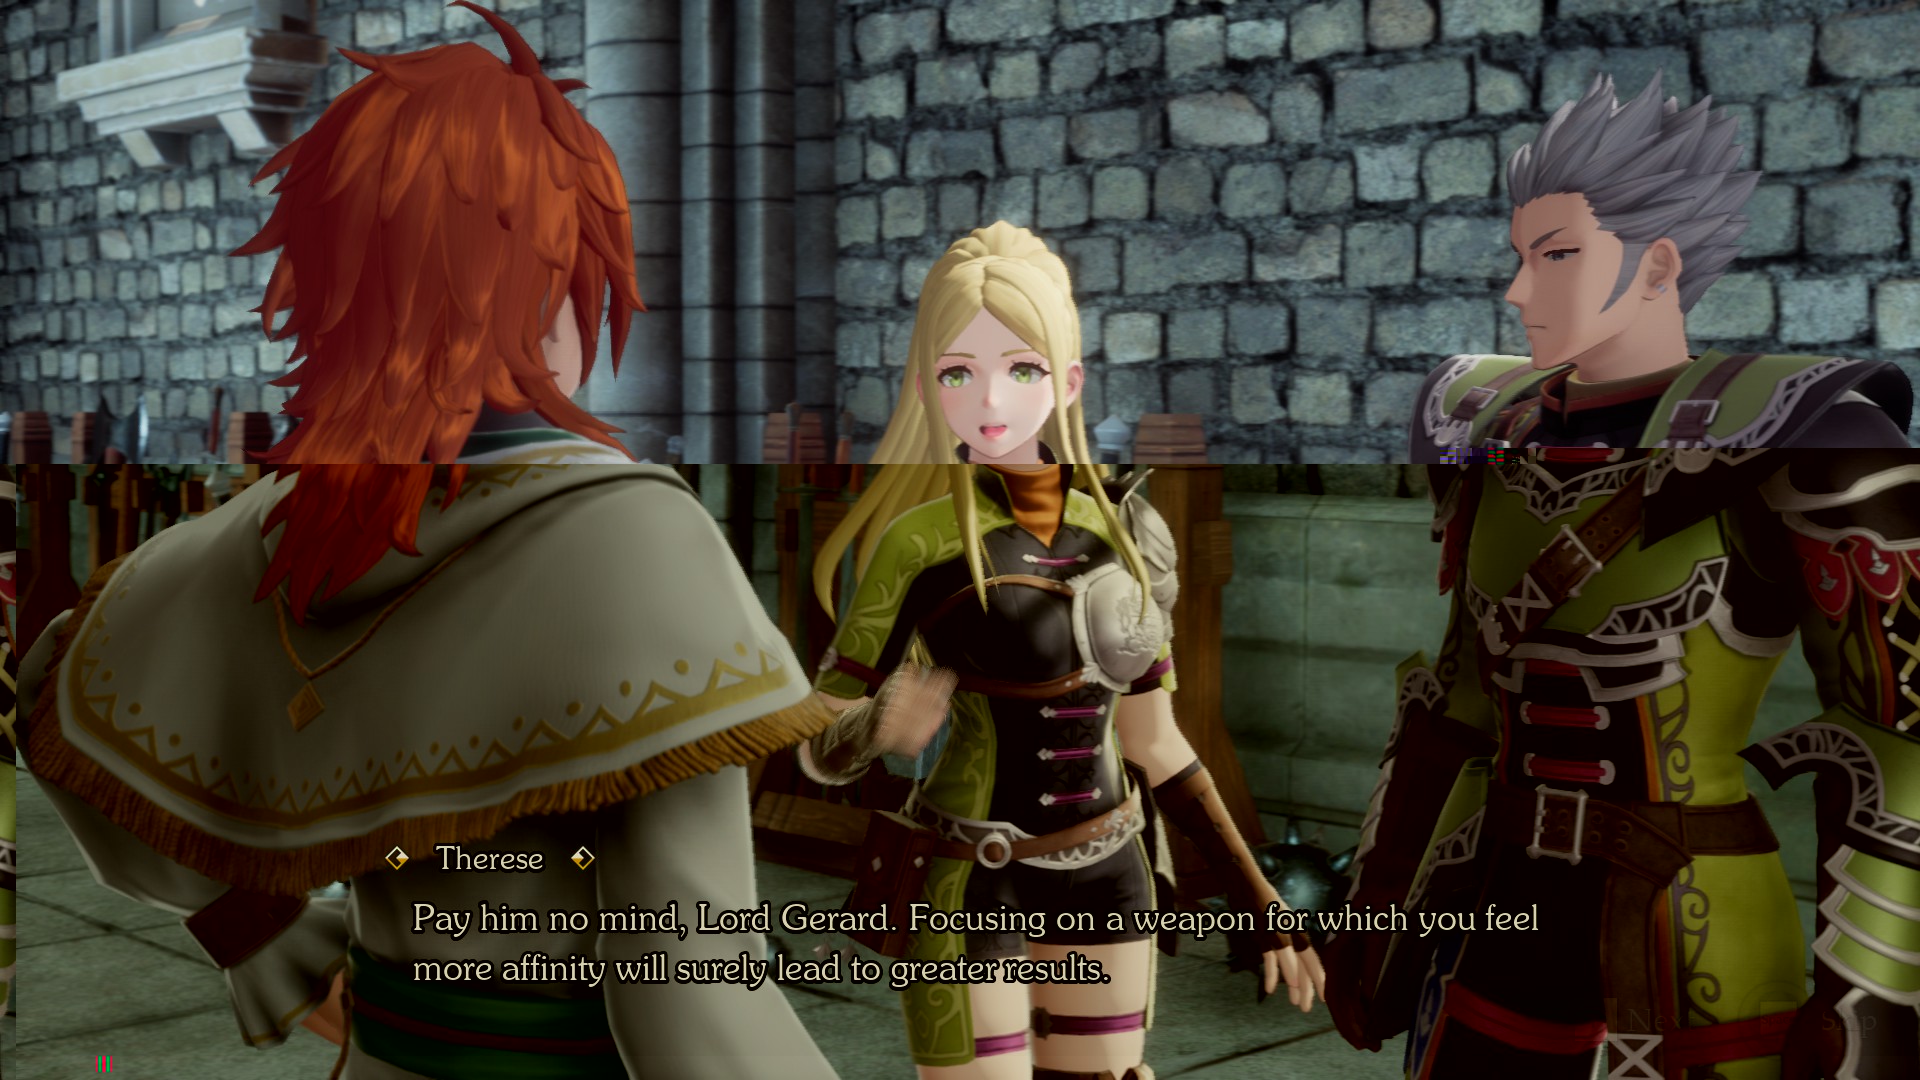 Therese
Pay him no mind, Lord Gerard. Focusing on a weapon for which you feel
more affinity will surely lead to greater results.